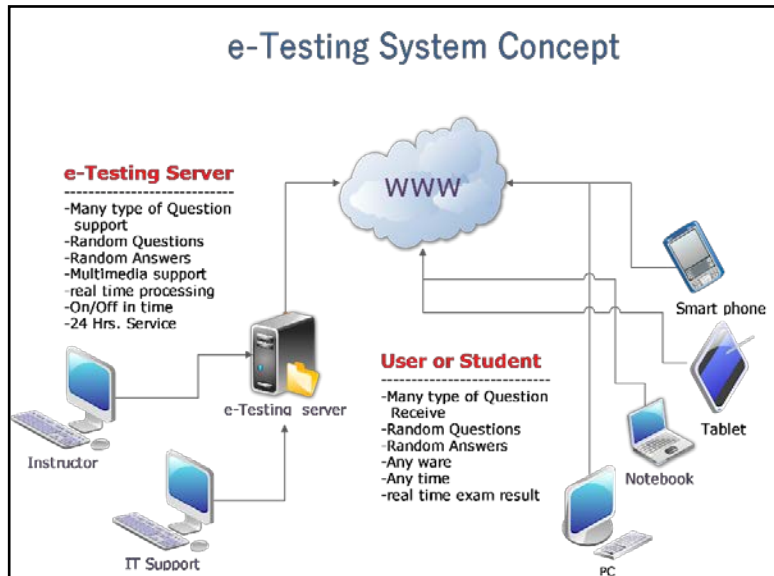 e-Testing System Concept
www
e-Testing Server
-Many type of Question
support
-Random Questions
-Random Answers
-Multimedia support
-real time processing
-On/Off in time
-24 Hrs. Service
Smart phone
User or Student
-Many type of Question
Receive
-Random Questions
-Random Answers
-Any ware
-Any time
-real time exam result
e-Testing server
Tablet
Instructor
Notebook
IT Support
PC